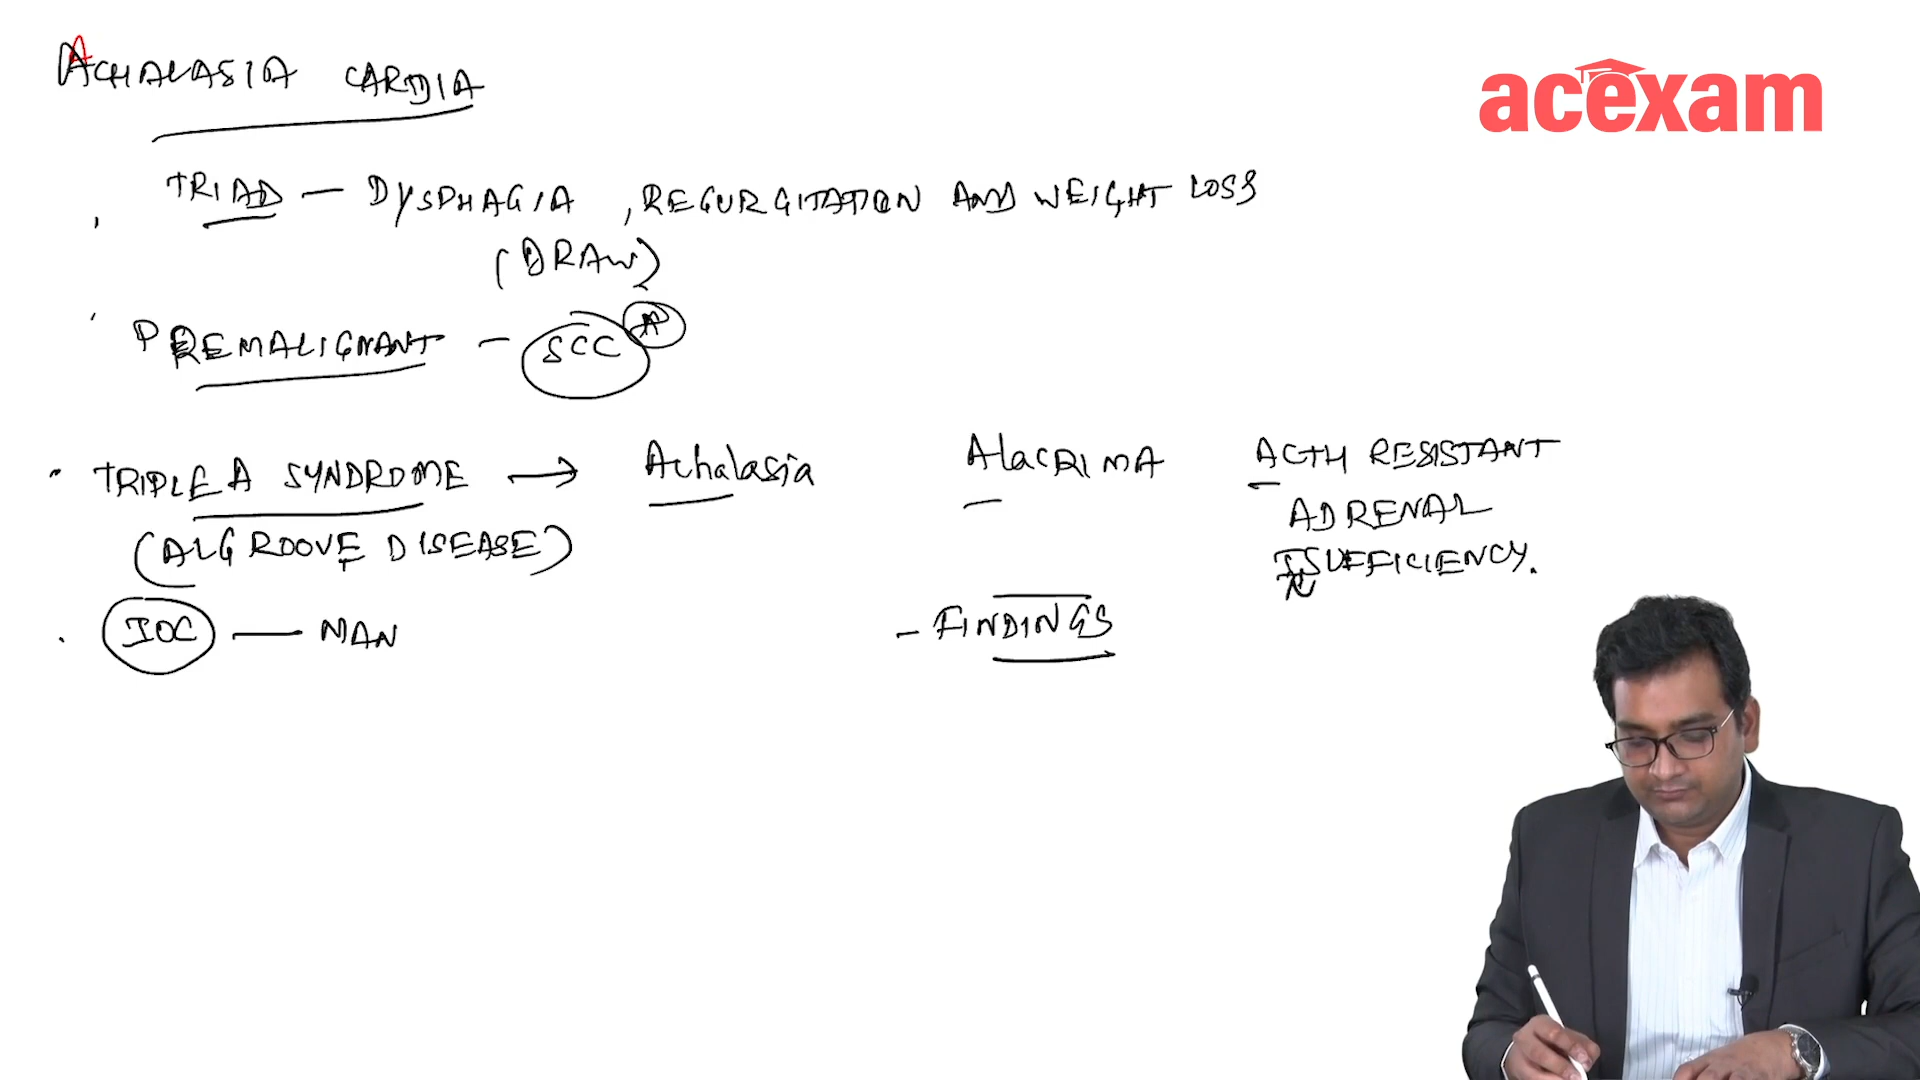 ACHALASIA CARDIA
acexam
TRIAD — DYSPHAGIA, REGURGITATION AND WEIGHT LOSS
(DRAW)
PREMALIGNANT — SCC A
TRIPLE A SYNDROME → Achalasia AlacRIMA ACTH RESISTANT
ADRENAL
INSUFFICIENCY.
(ALGROOVE DISEASE)
IOC — MAN
- FINDINGS